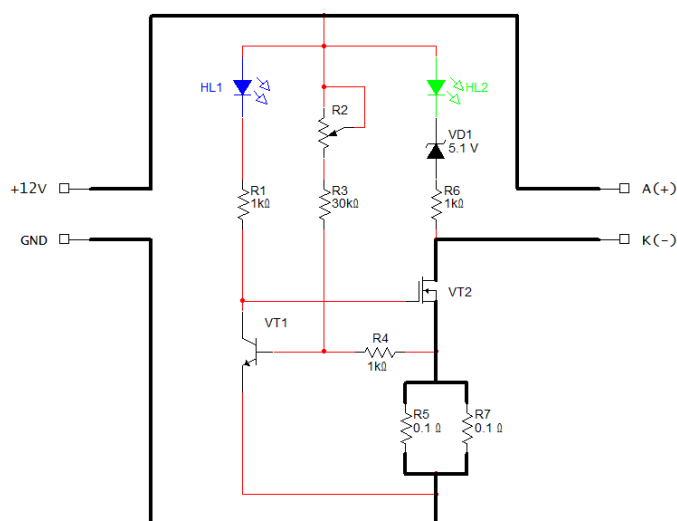 HL1
HL2
R2
VD1
5.1 V
+12V
R1
1kΩ
R3
30kΩ
R6
1kΩ
A(+)
GND
K(-)
VT2
VT1
R4
1kΩ
R5
0.1 Ω
R7
0.1 Ω